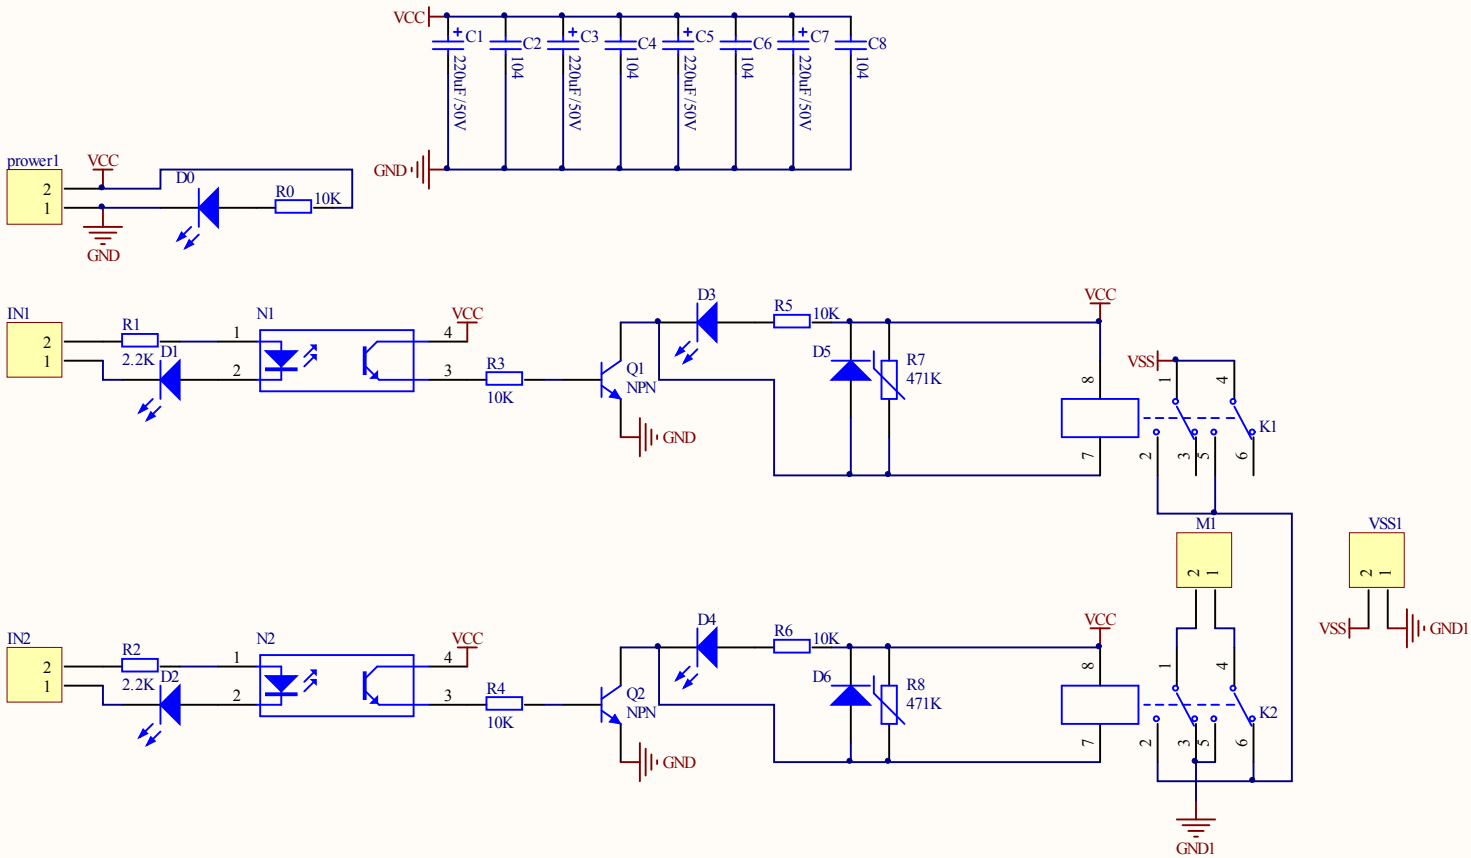 VCC
C1 C2 C3 C4 C5 C6 C7 C8
220uF/50V 104 220uF/50V 104 220uF/50V 104 220uF/50V 104
GND
prower1
VCC
2
1
D0
R0
10K
GND
IN1
2
1
R1
2.2K
D1
N1
1
2
4
3
VCC
R3
10K
Q1
NPN
GND
D3
R5
10K
D5
R7
471K
VCC
8
7
VSS
1
4
2
3
5
6
K1
M1
2
1
VSS1
2
1
VSS
GND1
IN2
2
1
R2
2.2K
D2
N2
1
2
4
3
VCC
R4
10K
Q2
NPN
GND
D4
R6
10K
D6
R8
471K
VCC
8
7
1
4
2
3
5
6
K2
GND1